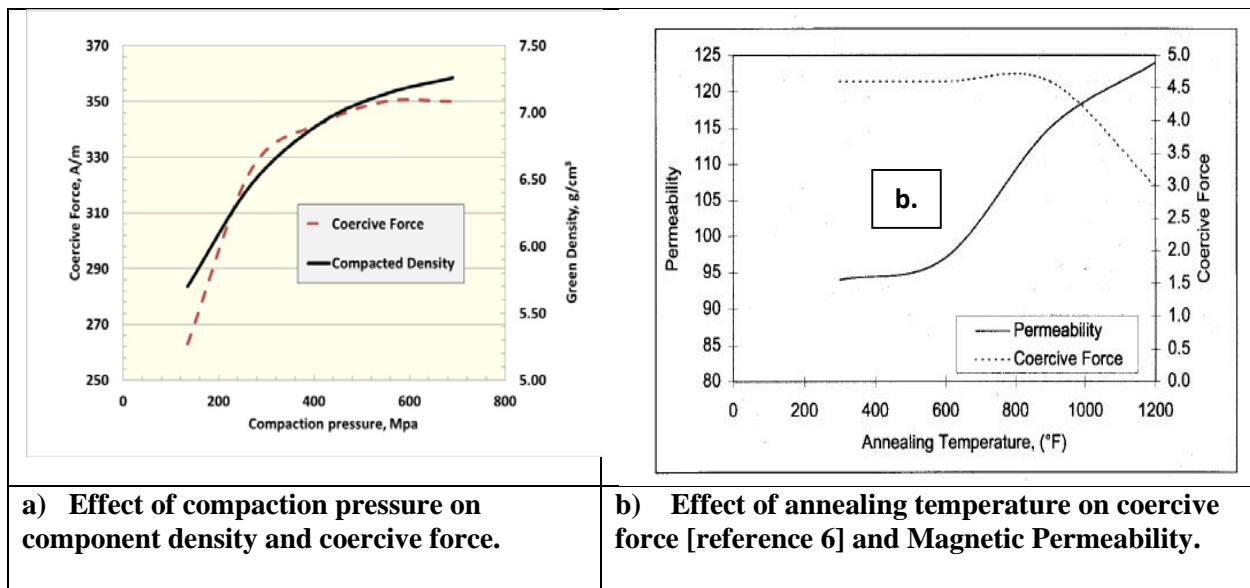 370
350
330
310
290
270
250
Coercive Force, A/m
7.50
7.00
6.50
6.00
5.50
5.00
Green Density, g/cm³
Coercive Force
Compacted Density
0 200 400 600 800
Compaction pressure, Mpa
125
120
115
110
105
100
95
90
85
80
Permeability
5.0
4.5
4.0
3.5
3.0
2.5
2.0
1.5
1.0
0.5
0.0
Coercive Force
b.
Permeability
Coercive Force
0 200 400 600 800 1000 1200
Annealing Temperature, (°F)
a) Effect of compaction pressure on
component density and coercive force.
b) Effect of annealing temperature on coercive
force [reference 6] and Magnetic Permeability.